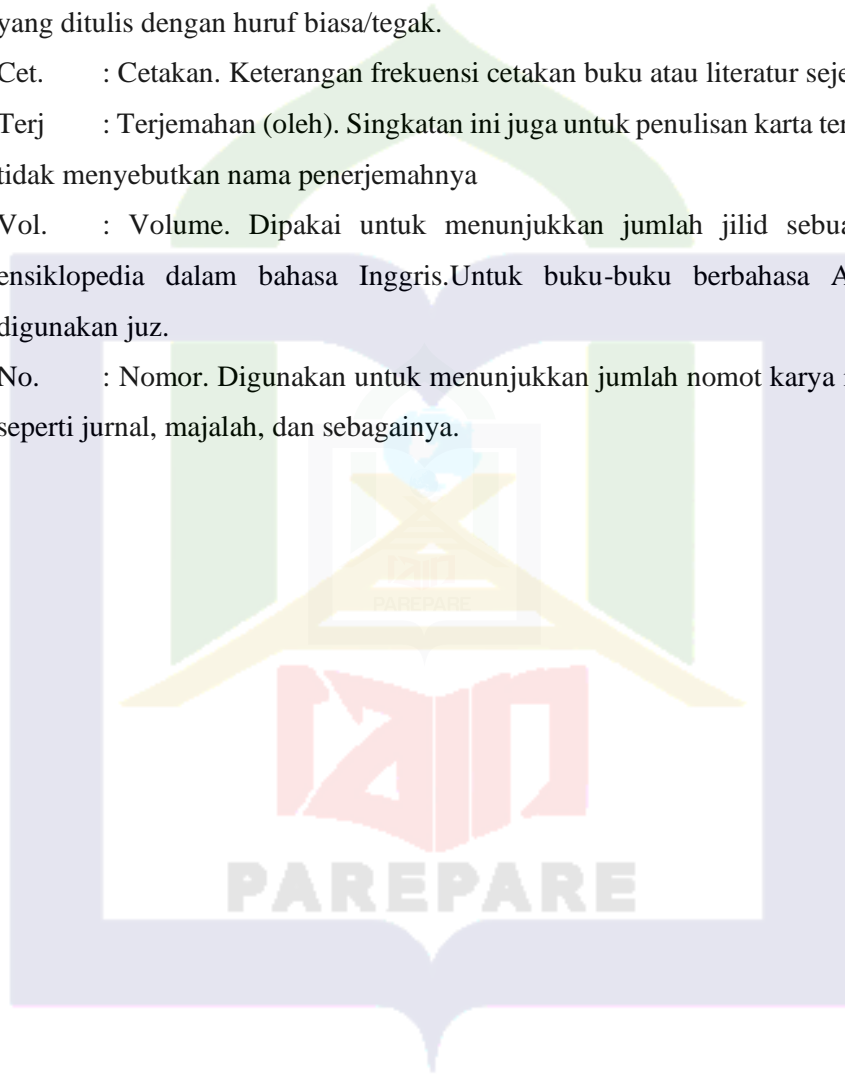 yang ditulis dengan huruf biasa/tegak.
Cet. : Cetakan. Keterangan frekuensi cetakan buku atau literatur
Terj : Terjemahan (oleh). Singkatan ini juga untuk penulisan karta
tidak menyebutkan nama penerjemahnya
Vol. : Volume. Dipakai untuk menunjukkan jumlah jilid
ensiklopedia dalam bahasa Inggris.Untuk buku-buku berbahasa
digunakan juz.
No. : Nomor. Digunakan untuk menunjukkan jumlah nomot karya
seperti jurnal, majalah, dan sebagainya.
IAIN
PAREPARE
IAIN
PAREPARE